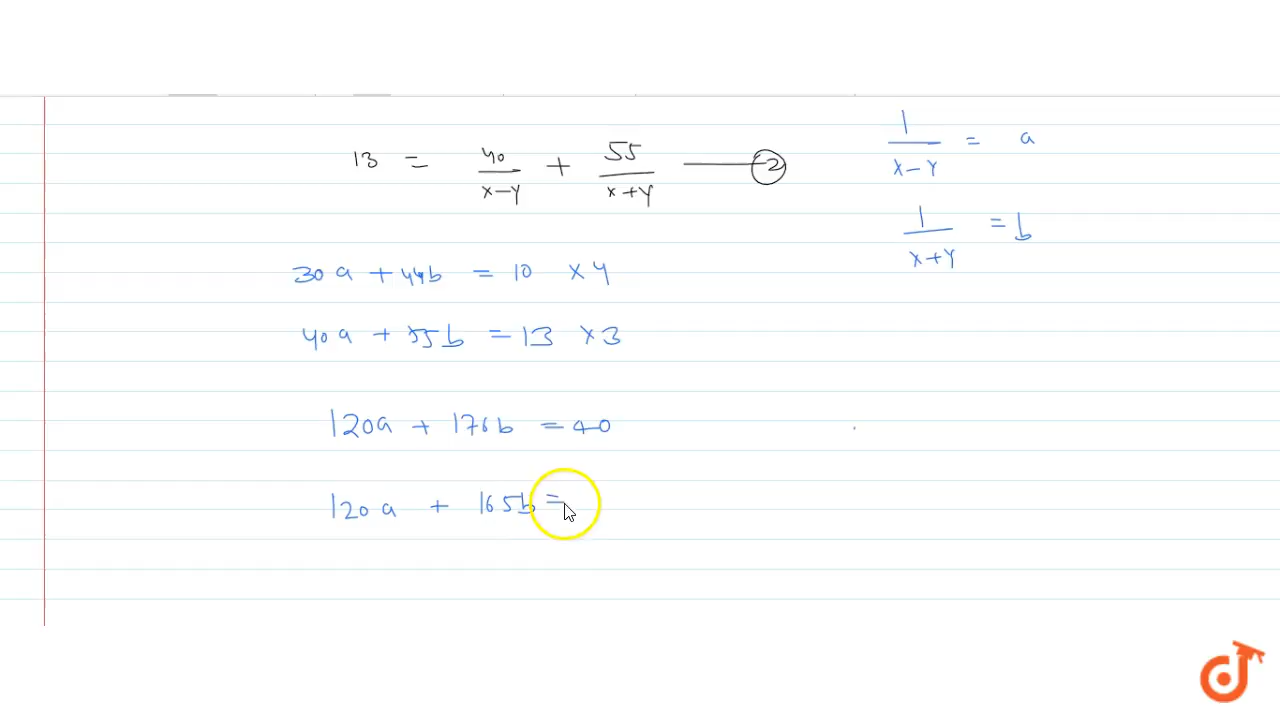 13 = 40/x-y + 55/x+y —— ②
1/x-y = a
1/x+y = b
30a + 44b = 10 x 4
40a + 55b = 13 x 3
120a + 176b = 40
120a + 165b =